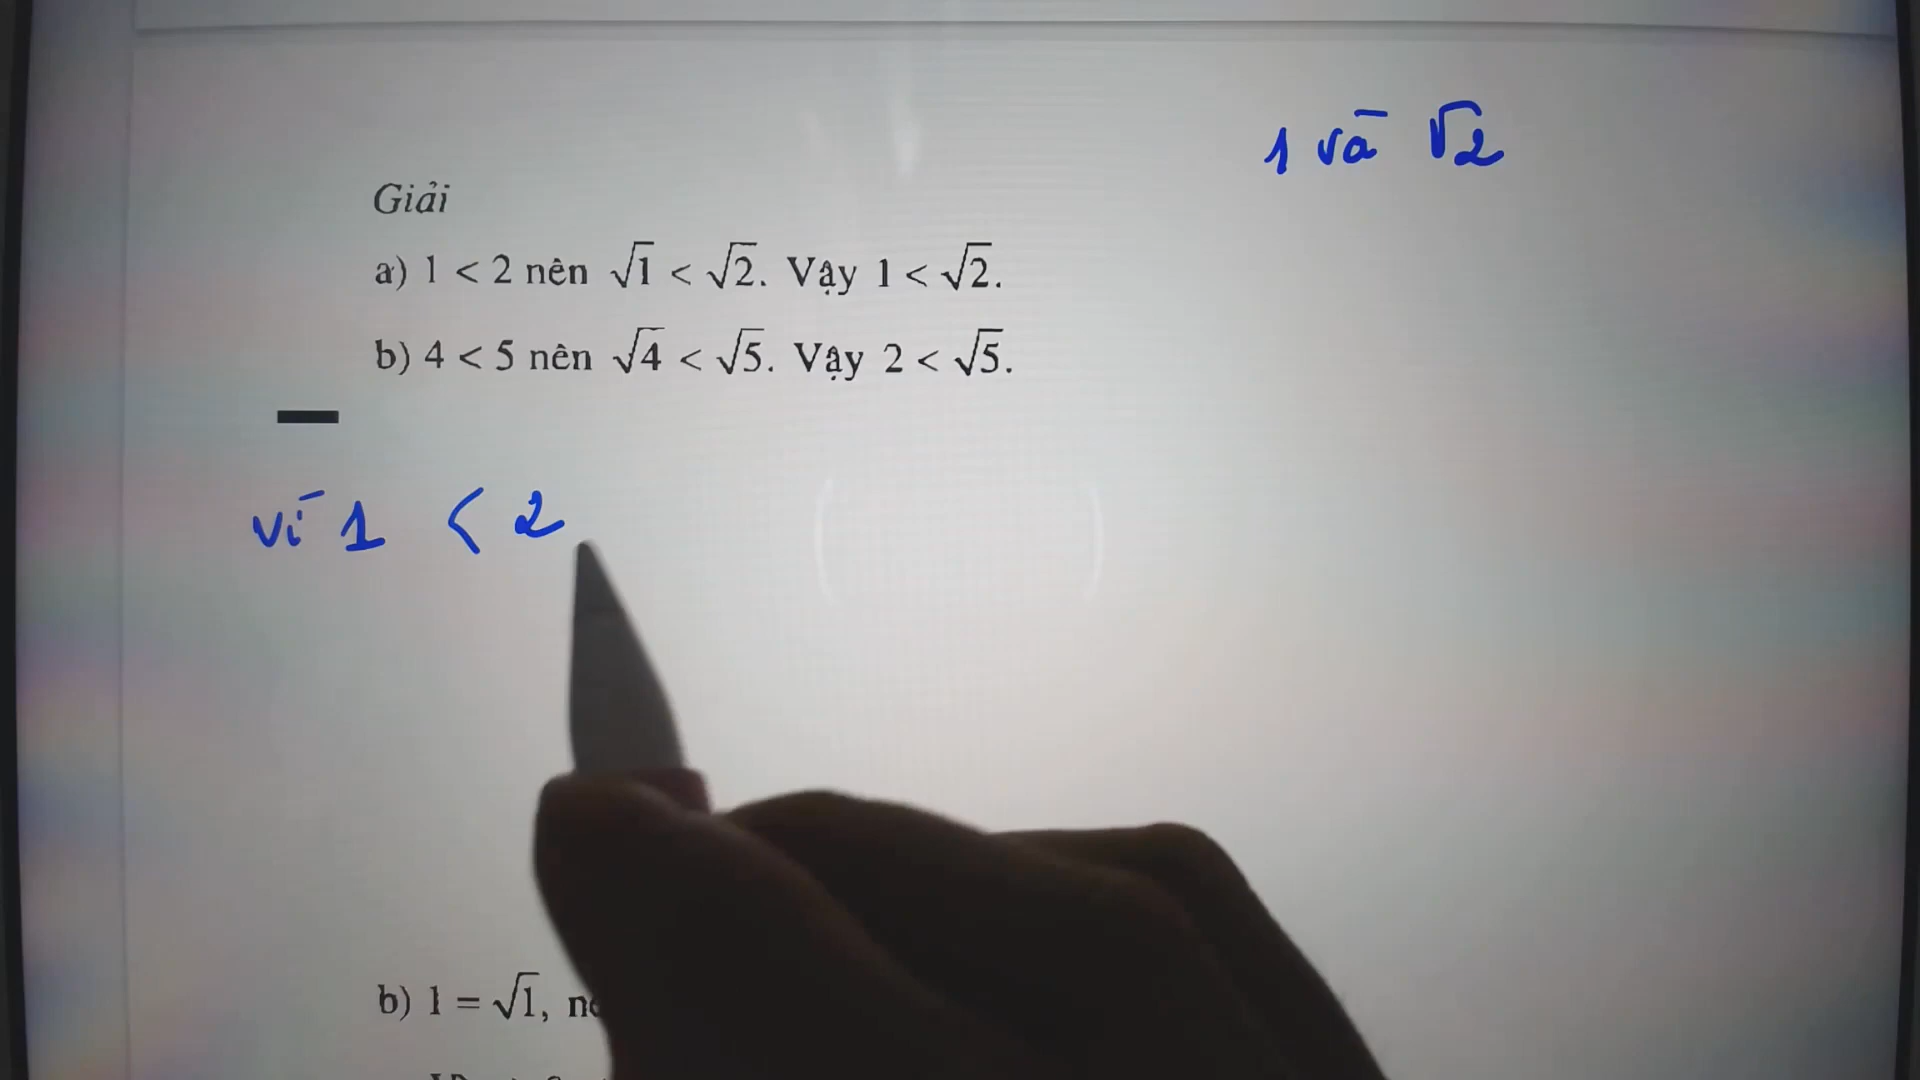 1 và √2
Giải
a) 1 < 2 nên √1 < √2. Vậy 1 < √2.
b) 4 < 5 nên √4 < √5. Vậy 2 < √5.
vì 1 < 2
b) 1 = √1,